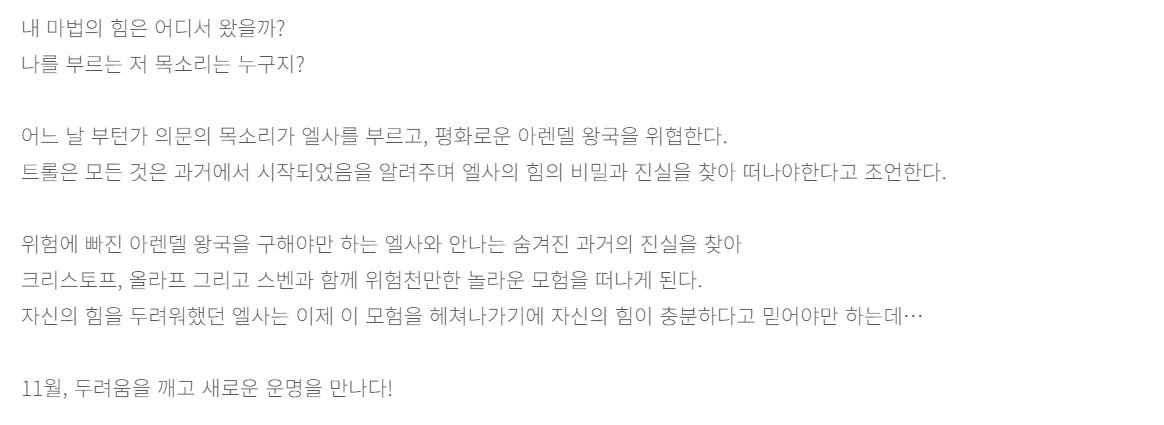 내 마법의 힘은 어디서 왔을까?
나를 부르는 저 목소리는 누구지?
어느 날 부턴가 의문의 목소리가 엘사를 부르고, 평화로운 아렌델 왕국을 위협한다.
트롤은 모든 것은 과거에서 시작되었음을 알려주며 엘사의 힘의 비밀과 진실을 찾아 떠나야한다고 조언한다.
위험에 빠진 아렌델 왕국을 구해야만 하는 엘사와 안나는 숨겨진 과거의 진실을 찾아
크리스토프, 올라프 그리고 스벤과 함께 위험천만한 놀라운 모험을 떠나게 된다.
자신의 힘을 두려워했던 엘사는 이제 이 모험을 헤쳐나가기에 자신의 힘이 충분하다고 믿어야만 하는데…
11월, 두려움을 깨고 새로운 운명을 만나다!